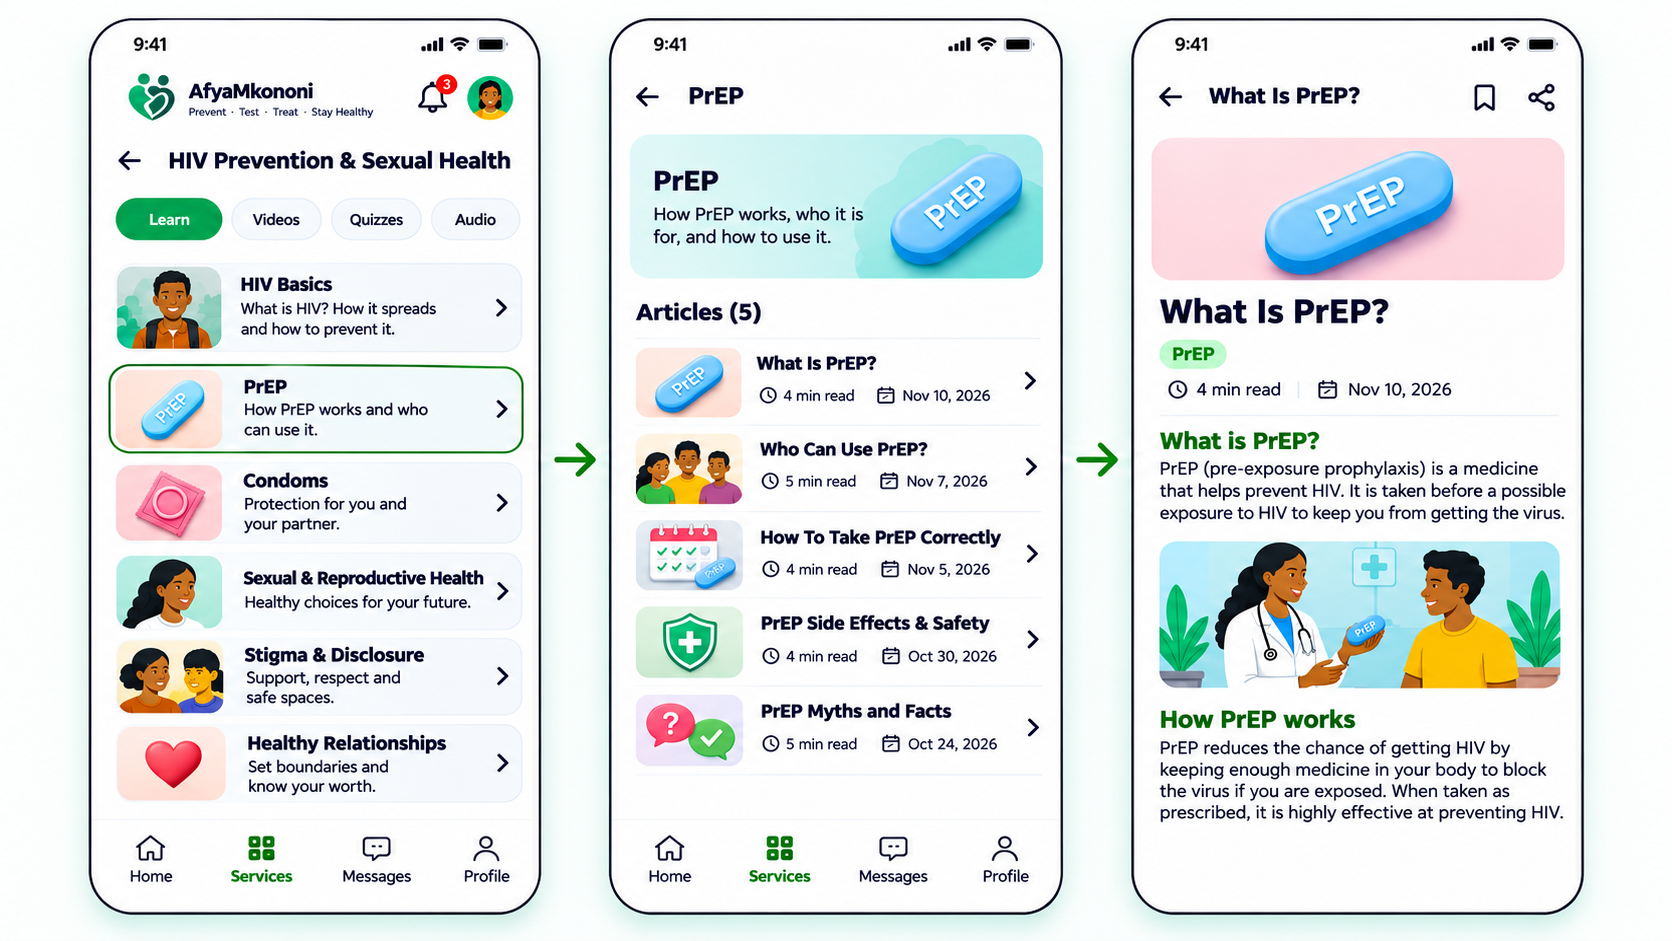 9:41
AfyaMkononi
Prevent · Test · Treat · Stay Healthy
3
HIV Prevention & Sexual Health
Learn
Videos
Quizzes
Audio
HIV Basics
What is HIV? How it spreads
and how to prevent it.
PrEP
PrEP
How PrEP works and who
can use it.
Condoms
Protection for you and
your partner.
Sexual & Reproductive Health
Healthy choices for your future.
Stigma & Disclosure
Support, respect and
safe spaces.
Healthy Relationships
Set boundaries and
know your worth.
Home
Services
Messages
Profile
9:41
PrEP
PrEP
How PrEP works, who it is
for, and how to use it.
PrEP
Articles (5)
PrEP
What Is PrEP?
4 min read
Nov 10, 2026
Who Can Use PrEP?
5 min read
Nov 7, 2026
PrEP
How To Take PrEP Correctly
4 min read
Nov 5, 2026
PrEP Side Effects & Safety
4 min read
Oct 30, 2026
?
PrEP Myths and Facts
5 min read
Oct 24, 2026
Home
Services
Messages
Profile
9:41
What Is PrEP?
PrEP
What Is PrEP?
PrEP
4 min read
Nov 10, 2026
What is PrEP?
PrEP (pre-exposure prophylaxis) is a medicine
that helps prevent HIV. It is taken before a possible
exposure to HIV to keep you from getting the virus.
PrEP
How PrEP works
PrEP reduces the chance of getting HIV by
keeping enough medicine in your body to block
the virus if you are exposed. When taken as
prescribed, it is highly effective at preventing HIV.